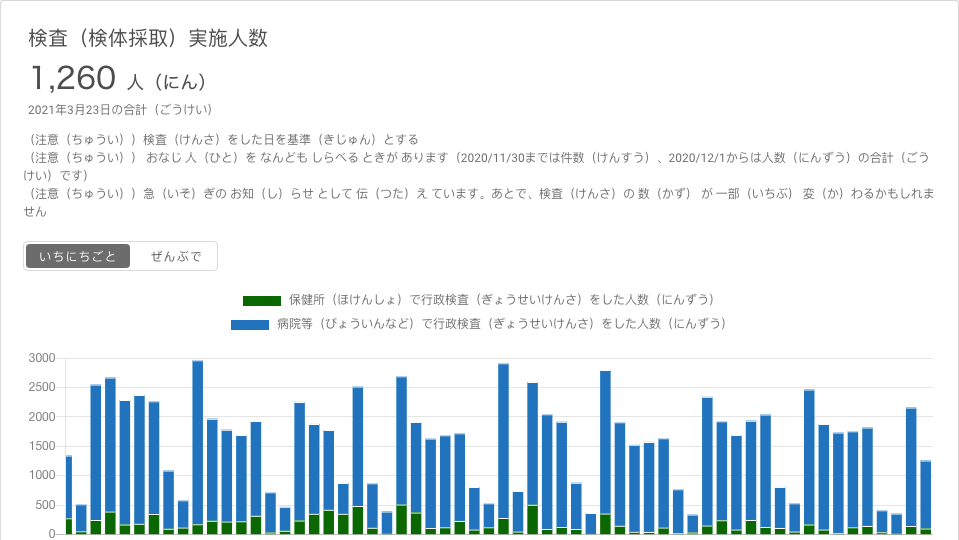 検査（検体採取）実施人数
1,260 人（にん）
2021年3月23日の合計（ごうけい）
（注意（ちゅうい））検査（けんさ）をした日を基準（きじゅん）とする
（注意（ちゅうい）） おなじ 人（ひと）を なんども しらべる ときが あります（2020/11/30までは件数（けんすう）、2020/12/1からは人数（にんずう）の合計（ごう
けい）です）
（注意（ちゅうい））急（いそ）ぎの お知（し）らせ として 伝（つた）え ています。あとで、検査（けんさ）の 数（かず） が 一部（いちぶ） 変（か）わるかもしれま
せん
いちにちごと ぜんぶで
保健所（ほけんしょ）で行政検査（ぎょうせいけんさ）をした人数（にんずう）
病院等（びょういんなど）で行政検査（ぎょうせいけんさ）をした人数（にんずう）
3000
2500
2000
1500
1000
500
0